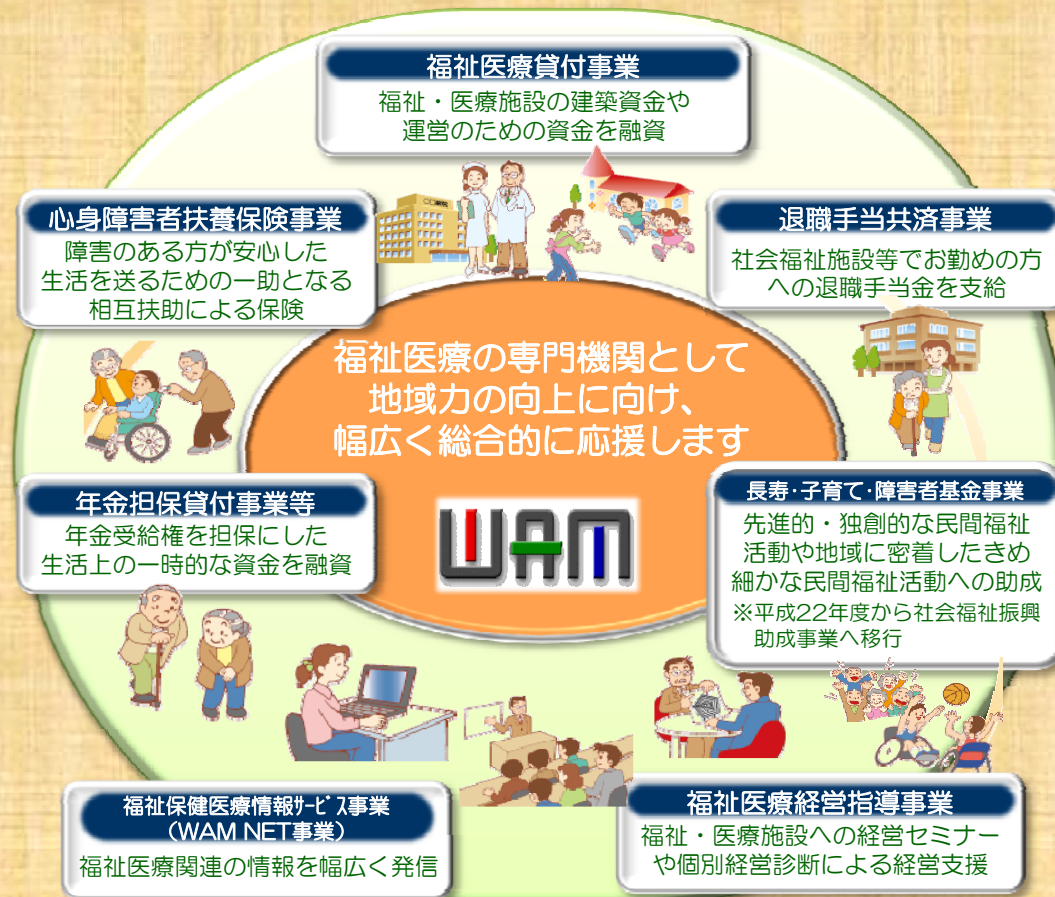 福祉医療貸付事業
福祉・医療施設の建築資金や
運営のための資金を融資
心身障害者扶養保険事業
障害のある方が安心した
生活を送るための一助となる
相互扶助による保険
退職手当共済事業
社会福祉施設等でお勤めの方
への退職手当金を支給
福祉医療の専門機関として
地域力の向上に向け、
幅広く総合的に応援します
WAM
年金担保貸付事業等
年金受給権を担保にした
生活上の一時的な資金を融資
長寿・子育て・障害者基金事業
先進的・独創的な民間福祉
活動や地域に密着したきめ
細かな民間福祉活動への助成
※平成22年度から社会福祉振興
助成事業へ移行
福祉保健医療情報ｻｰﾋﾞｽ事業
（WAM NET事業）
福祉医療関連の情報を幅広く発信
福祉医療経営指導事業
福祉・医療施設への経営セミナー
や個別経営診断による経営支援